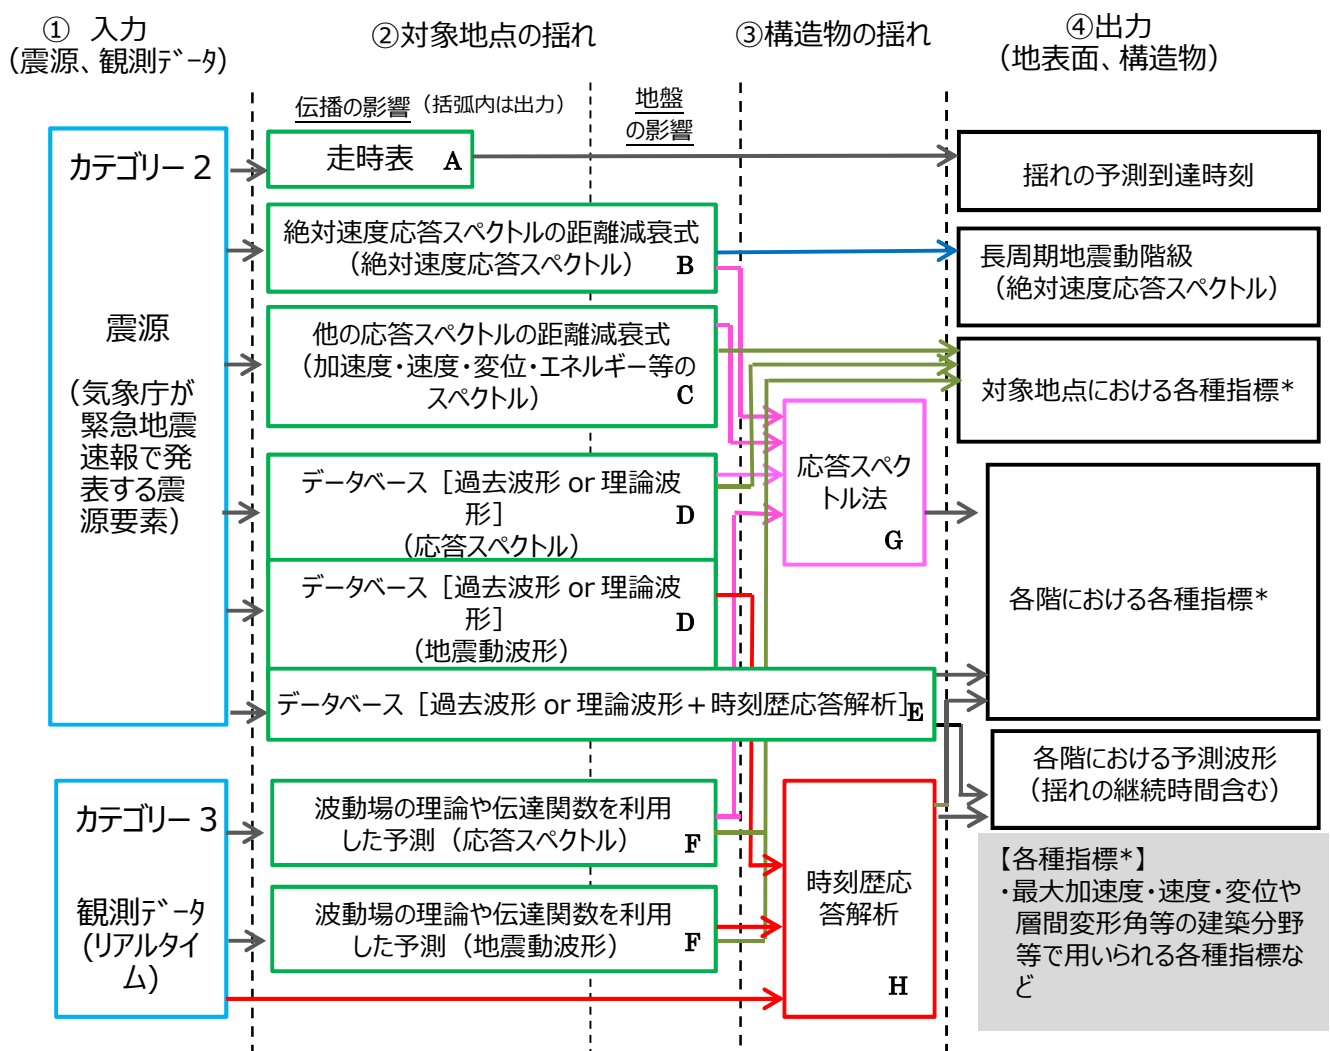 ① 入力
(震源、観測ﾃﾞｰﾀ)
②対象地点の揺れ
③構造物の揺れ
④出力
(地表面、構造物)
伝播の影響（括弧内は出力）
地盤
の影響
カテゴリー２
震源
(気象庁が
緊急地震
速報で発
表する震
源要素)
走時表 A
絶対速度応答スペクトルの距離減衰式
（絶対速度応答スペクトル） B
他の応答スペクトルの距離減衰式
（加速度・速度・変位・エネルギー等の
スペクトル） C
データベース［過去波形 or 理論波
形］ D
（応答スペクトル）
データベース［過去波形 or 理論波
形］ D
（地震動波形）
データベース［過去波形 or 理論波形＋時刻歴応答解析］E
カテゴリー３
観測ﾃﾞｰﾀ
(リアルタイ
ム)
波動場の理論や伝達関数を利用
した予測（応答スペクトル） F
波動場の理論や伝達関数を利用
した予測（地震動波形） F
応答スペク
トル法
G
時刻歴応
答解析
H
揺れの予測到達時刻
長周期地震動階級
（絶対速度応答スペクトル）
対象地点における各種指標*
各階における各種指標*
各階における予測波形
（揺れの継続時間含む）
【各種指標*】
・最大加速度・速度・変位や
層間変形角等の建築分野
等で用いられる各種指標な
ど